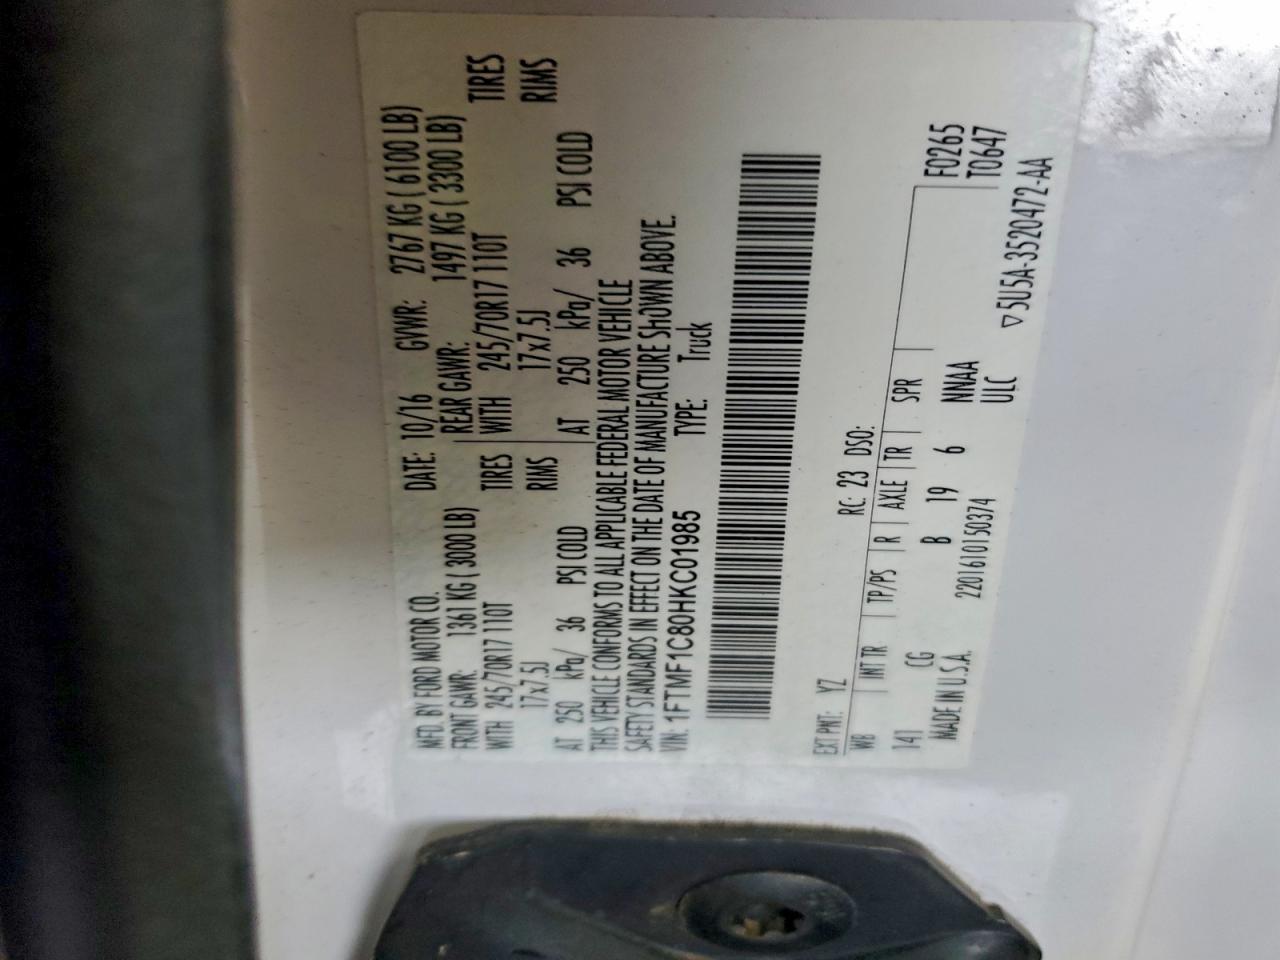 MFD. BY FORD MOTOR CO.
DATE: 10/16 GVWR: 2767 KG ( 6100 LB)
FRONT GAWR: 1361 KG ( 3000 LB) REAR GAWR: 1497 KG ( 3300 LB)
WITH 245/70R17 110T TIRES WITH 245/70R17 110T TIRES
17x7.5J RIMS 17x7.5J RIMS
AT 250 kPa/ 36 PSI COLD AT 250 kPa/ 36 PSI COLD
THIS VEHICLE CONFORMS TO ALL APPLICABLE FEDERAL MOTOR VEHICLE
SAFETY STANDARDS IN EFFECT ON THE DATE OF MANUFACTURE ShOWN ABOVE.
VIN: 1FTMF1C80HKC01985 TYPE: Truck
EXT PNT: YZ RC: 23 DSO:
WB INT TR TP/PS R AXLE TR SPR F0265
141 CG B 19 6 NNAA T0647
MADE IN U.S.A. 220161015037​4 ULC
▽5U5A-3520472-AA